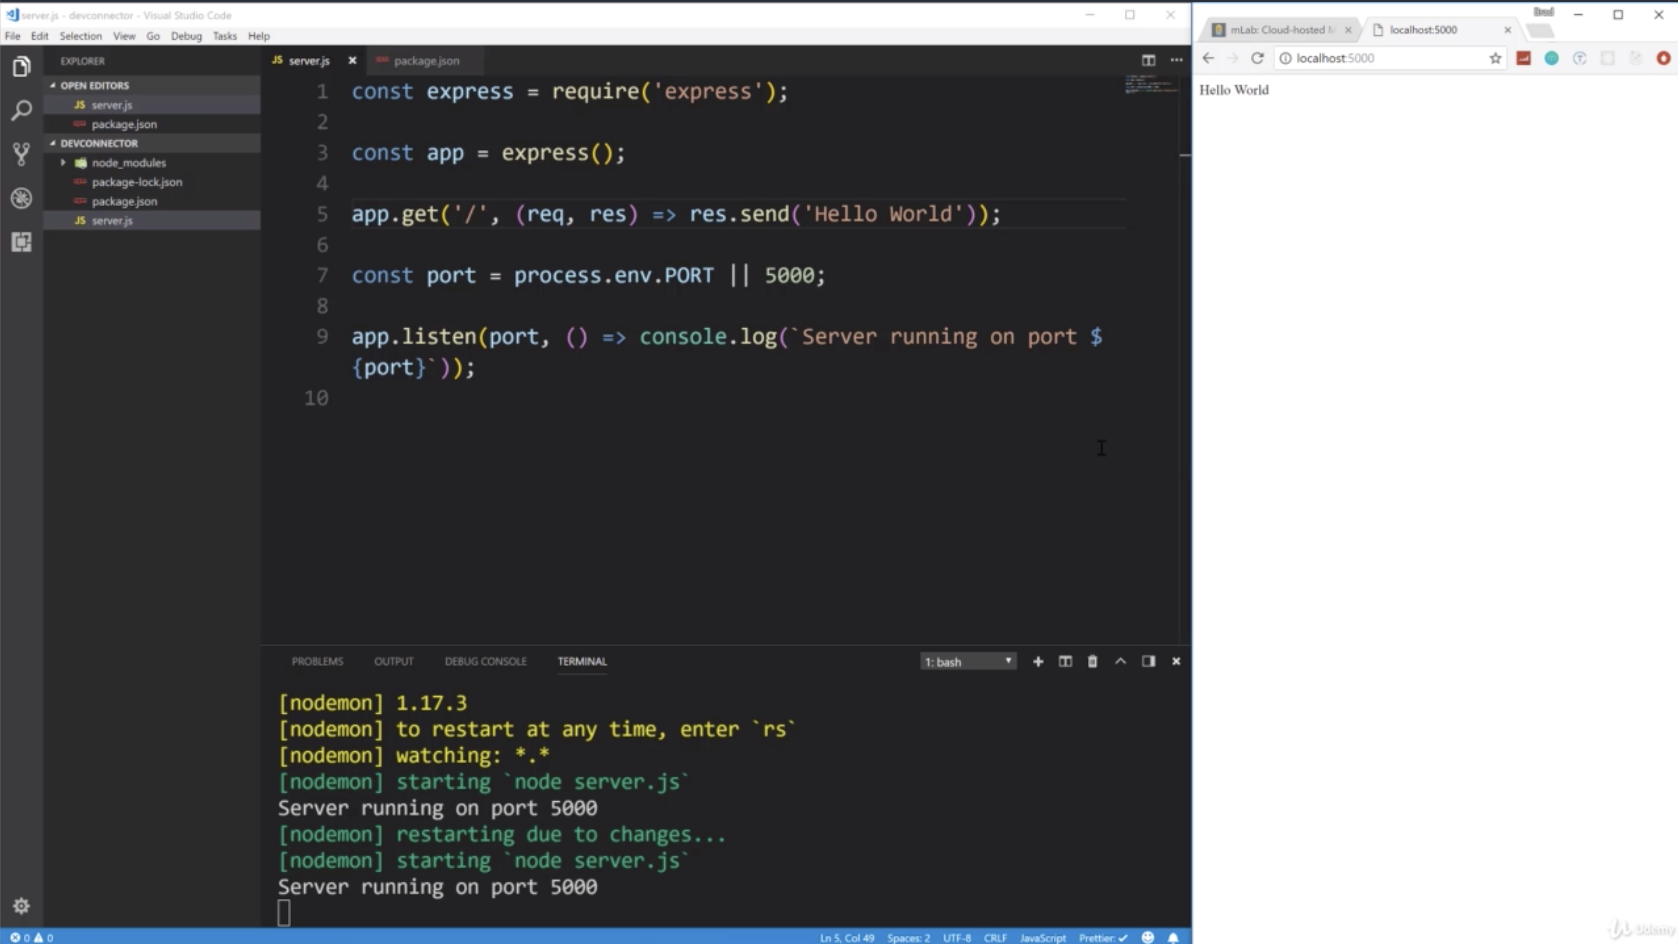 server.js - devconnector - Visual Studio Code
File Edit Selection View Go Debug Tasks Help
EXPLORER
OPEN EDITORS
JS server.js
package.json
DEVCONNECTOR
node_modules
package-lock.json
package.json
JS server.js
JS server.js package.json
1 const express = require('express');
2
3 const app = express();
4
5 app.get('/', (req, res) => res.send('Hello World'));
6
7 const port = process.env.PORT || 5000;
8
9 app.listen(port, () => console.log(`Server running on port $
{port}`));
10
PROBLEMS OUTPUT DEBUG CONSOLE TERMINAL 1: bash
[nodemon] 1.17.3
[nodemon] to restart at any time, enter `rs`
[nodemon] watching: *.*
[nodemon] starting `node server.js`
Server running on port 5000
[nodemon] restarting due to changes...
[nodemon] starting `node server.js`
Server running on port 5000
0 0 Ln 5, Col 49 Spaces: 2 UTF-8 CRLF JavaScript Prettier: ✓
Brad
mLab: Cloud-hosted M localhost:5000
localhost:5000
Hello World
Udemy